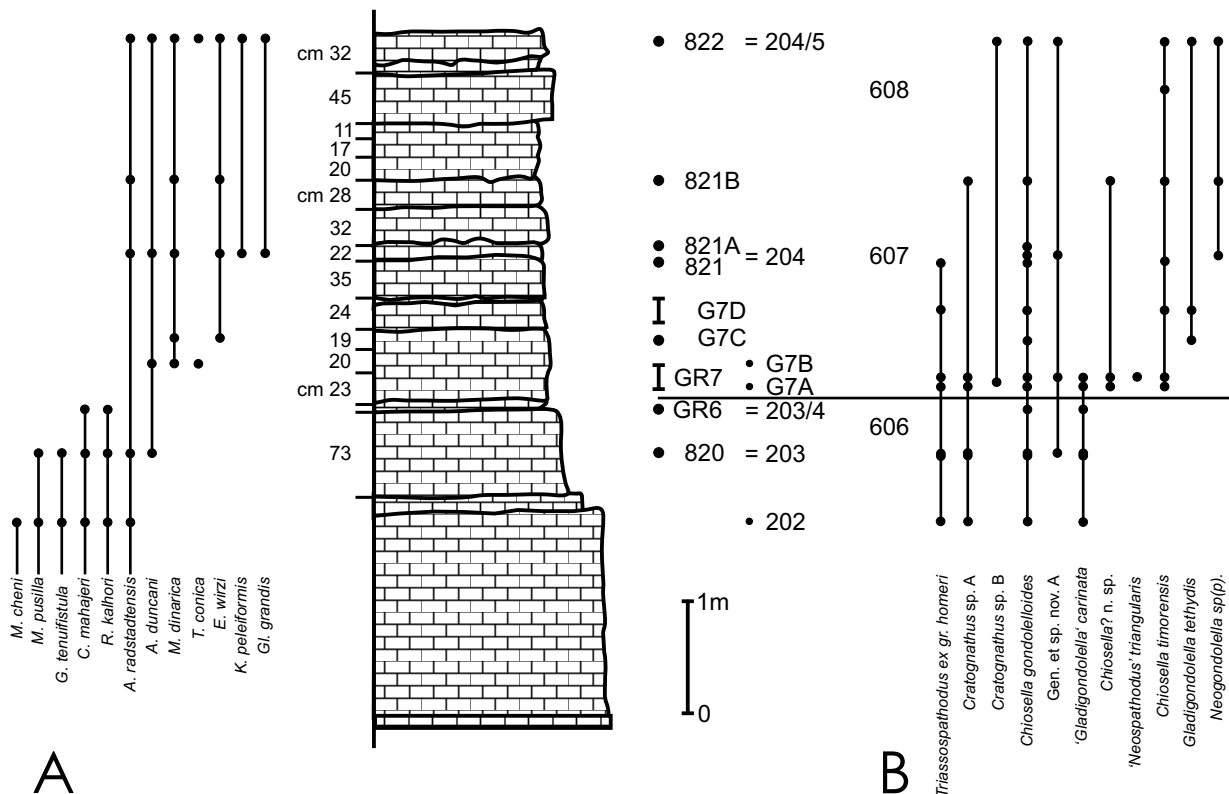 cm 32
45
11
17
20
cm 28
32
22
35
24
19
20
cm 23
73
822 = 204/5
821B
821A
821 = 204
G7D
G7C
G7B
GR7
G7A
GR6 = 203/4
820 = 203
202
608
607
606
1m
0
M. cheni
M. pusilla
G. tenuifistula
C. mahajeri
R. kalhori
A. radstadtensis
A. duncani
M. dinarica
T. conica
E. wirzi
K. peleiformis
Gl. grandis
Triassospathodus ex gr. homeri
Cratognathus sp. A
Cratognathus sp. B
Chiosella gondolelloides
Gen. et sp. nov. A
‘Gladigondolella’ carinata
Chiosella? n. sp.
‘Neospathodus’ triangularis
Chiosella timorensis
Gladigondolella tethydis
Neogondolella sp(p).
A
B